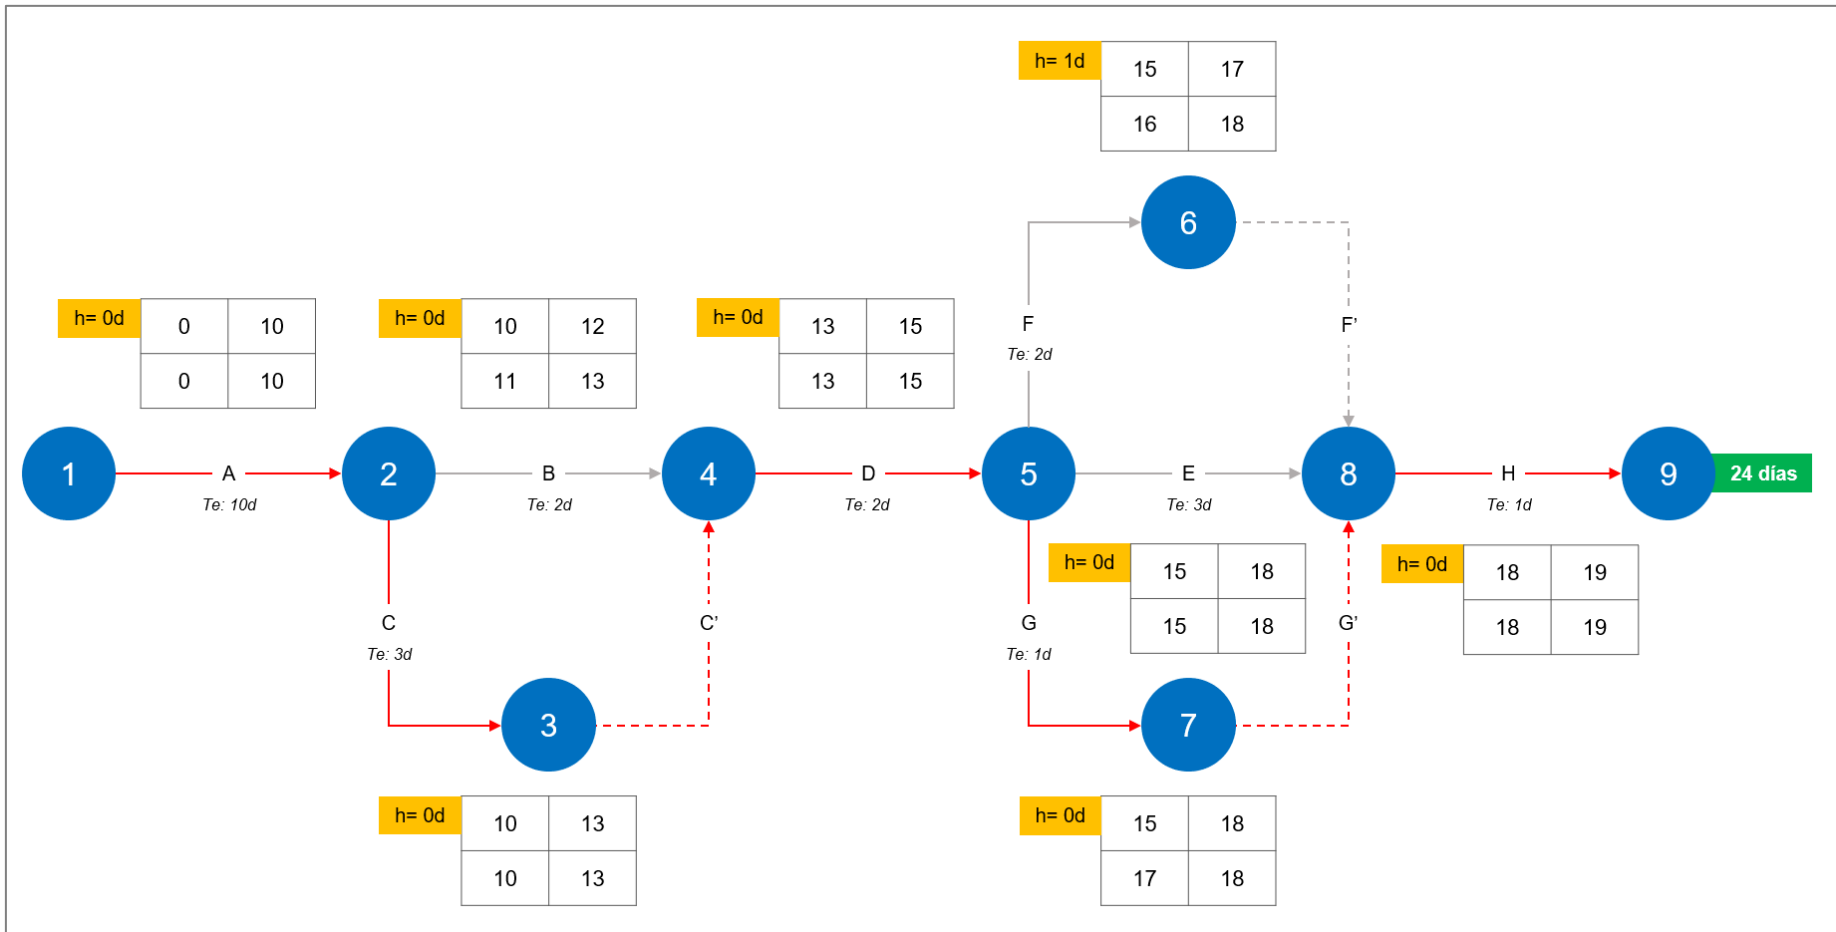 h= 1d
15 17
16 18
6
h= 0d
0 10
0 10
h= 0d
10 12
11 13
h= 0d
13 15
13 15
F
Te: 2d
F’
1
A
Te: 10d
2
B
Te: 2d
4
D
Te: 2d
5
E
Te: 3d
8
H
Te: 1d
9
24 días
h= 0d
15 18
15 18
h= 0d
18 19
18 19
C
Te: 3d
C’
G
Te: 1d
G’
3
7
h= 0d
10 13
10 13
h= 0d
15 18
17 18